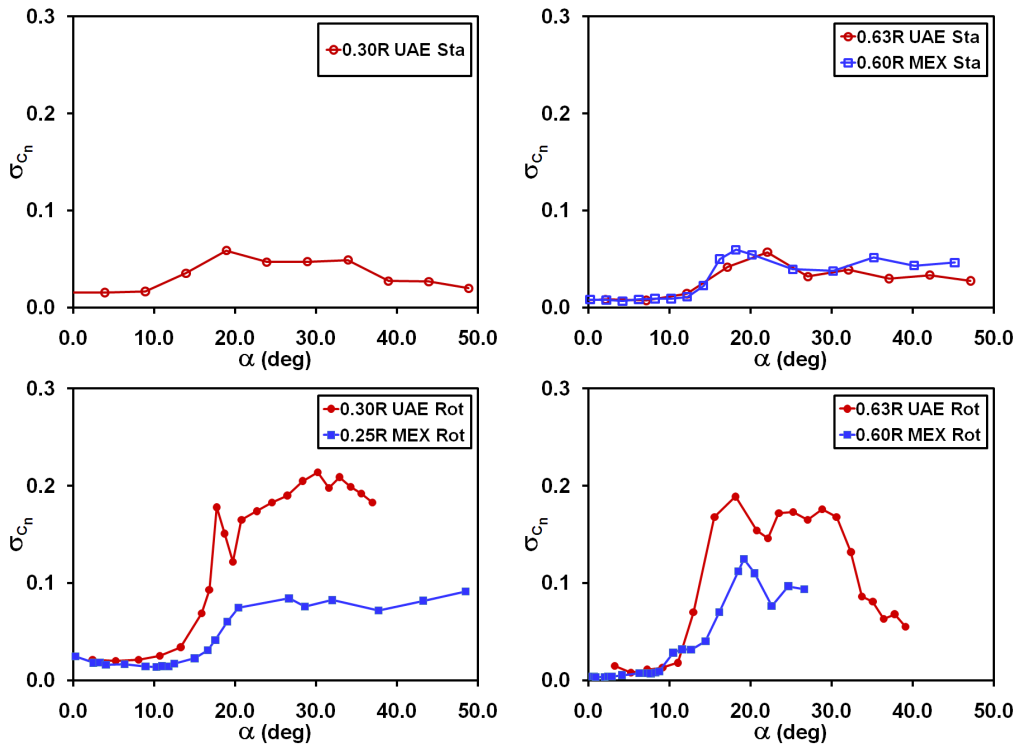 0.3
0.2
0.1
0.0
σCn
0.30R UAE Sta
0.0 10.0 20.0 30.0 40.0 50.0
α (deg)
0.3
0.2
0.1
0.0
σCn
0.63R UAE Sta
0.60R MEX Sta
0.0 10.0 20.0 30.0 40.0 50.0
α (deg)
0.3
0.2
0.1
0.0
σCn
0.30R UAE Rot
0.25R MEX Rot
0.0 10.0 20.0 30.0 40.0 50.0
α (deg)
0.3
0.2
0.1
0.0
σCn
0.63R UAE Rot
0.60R MEX Rot
0.0 10.0 20.0 30.0 40.0 50.0
α (deg)